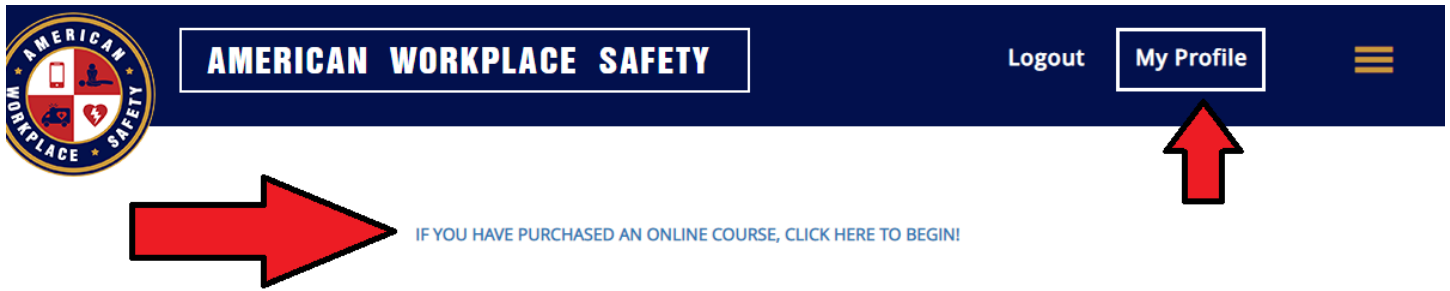 AMERICAN WORKPLACE SAFETY
AMERICAN WORKPLACE SAFETY
Logout
My Profile
IF YOU HAVE PURCHASED AN ONLINE COURSE, CLICK HERE TO BEGIN!